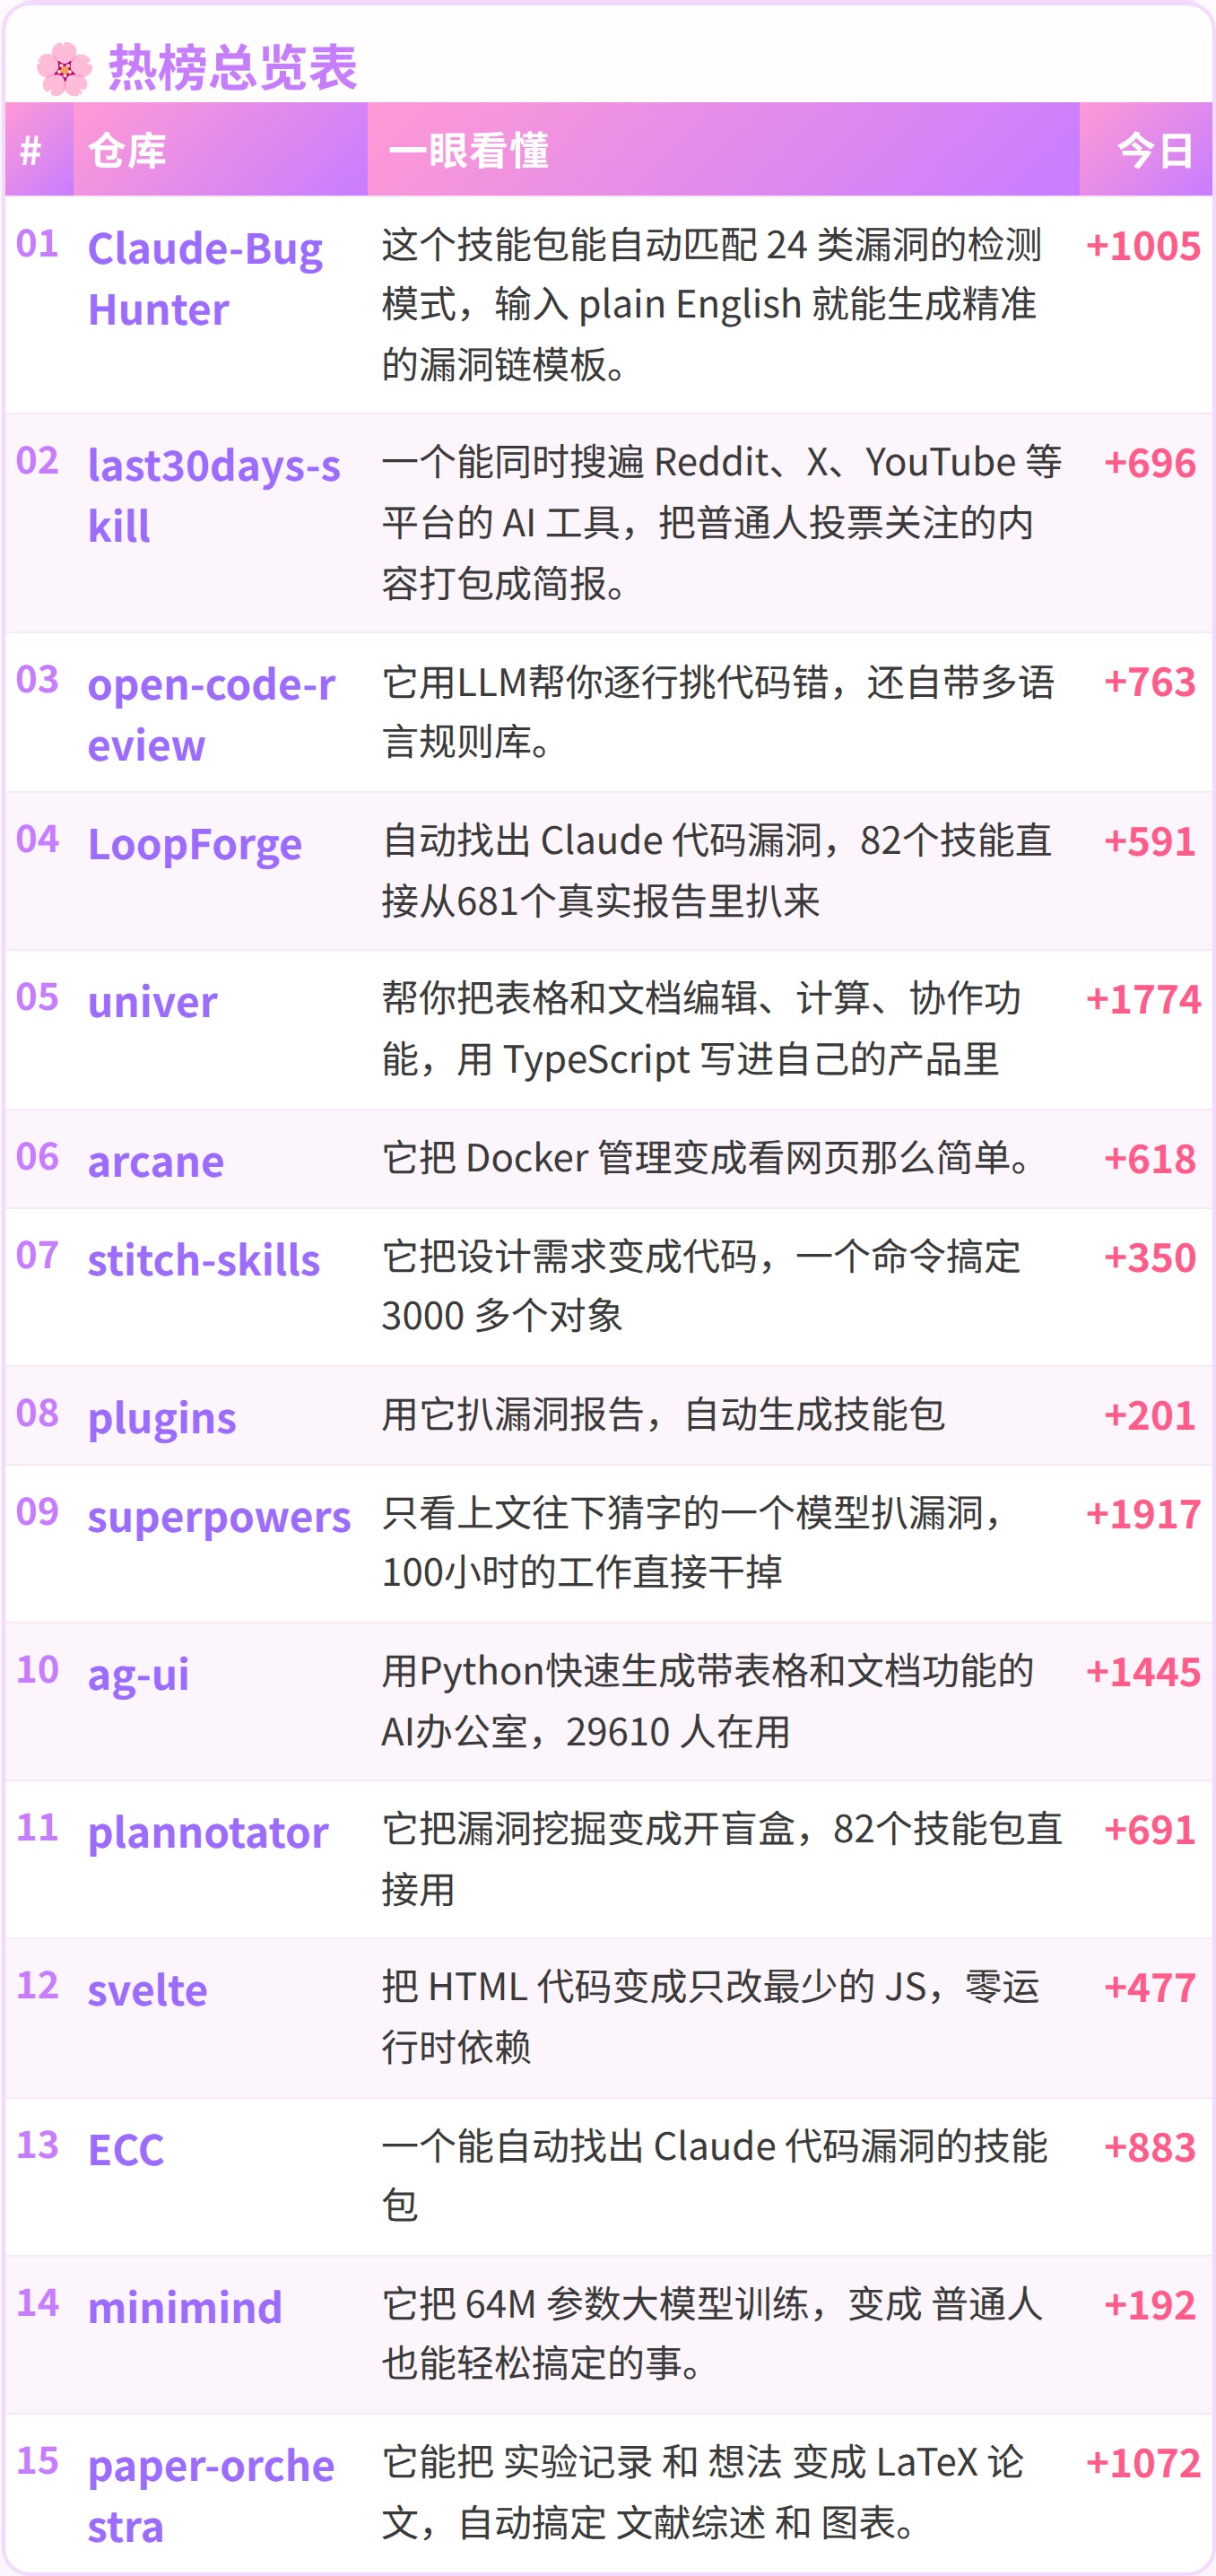 🌸 热榜总览表
# 仓库 一眼看懂 今日
01 Claude-Bug 这个技能包能自动匹配 24 类漏洞的检测 +1005
Hunter 模式，输入 plain English 就能生成精准
的漏洞链模板。
02 last30days-s 一个能同时搜遍 Reddit、X、YouTube 等 +696
kill 平台的 AI 工具，把普通人投票关注的内
容打包成简报。
03 open-code-r 它用LLM帮你逐行挑代码错，还自带多语 +763
eview 言规则库。
04 LoopForge 自动找出 Claude 代码漏洞，82个技能直 +591
接从681个真实报告里扒来
05 univer 帮你把表格和文档编辑、计算、协作功 +1774
能，用 TypeScript 写进自己的产品里
06 arcane 它把 Docker 管理变成看网页那么简单。 +618
07 stitch-skills 它把设计需求变成代码，一个命令搞定 +350
3000 多个对象
08 plugins 用它扒漏洞报告，自动生成技能包 +201
09 superpowers 只看上文往下猜字的一个模型扒漏洞， +1917
100小时的工作直接干掉
10 ag-ui 用Python快速生成带表格和文档功能的 +1445
AI办公室，29610 人在用
11 plannotator 它把漏洞挖掘变成开盲盒，82个技能包直 +691
接用
12 svelte 把 HTML 代码变成只改最少的 JS，零运 +477
行时依赖
13 ECC 一个能自动找出 Claude 代码漏洞的技能 +883
包
14 minimind 它把 64M 参数大模型训练，变成 普通人 +192
也能轻松搞定的事。
15 paper-orche 它能把 实验记录 和 想法 变成 LaTeX 论 +1072
stra 文，自动搞定 文献综述 和 图表。